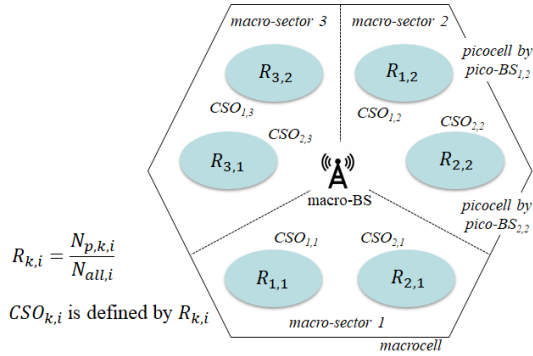 macro-sector 3
macro-sector 2
picocell by
pico-BS1,2
R3,2
R1,2
CSO1,3
CSO1,2
CSO2,2
CSO2,3
R3,1
R2,2
macro-BS
picocell by
pico-BS2,2
CSO1,1
CSO2,1
R1,1
R2,1
macro-sector 1
macrocell
Rk,i = Np,k,i / Nall,i
CSOk,i is defined by Rk,i